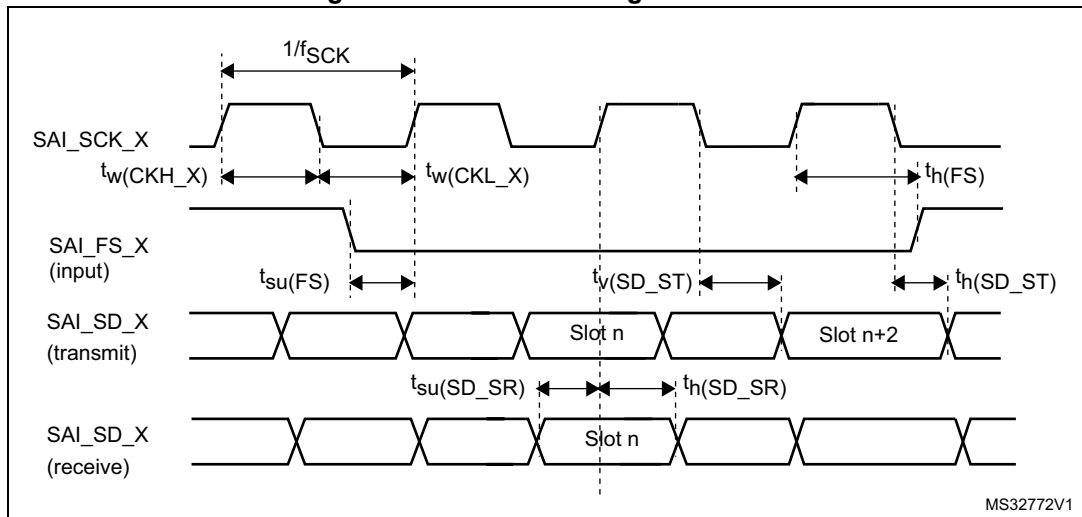 1/fSCK
SAI_SCK_X
tw(CKH_X) tw(CKL_X) th(FS)
SAI_FS_X
(input)
tsu(FS) tv(SD_ST) th(SD_ST)
SAI_SD_X
(transmit)
Slot n Slot n+2
tsu(SD_SR) th(SD_SR)
SAI_SD_X
(receive)
Slot n
MS32772V1